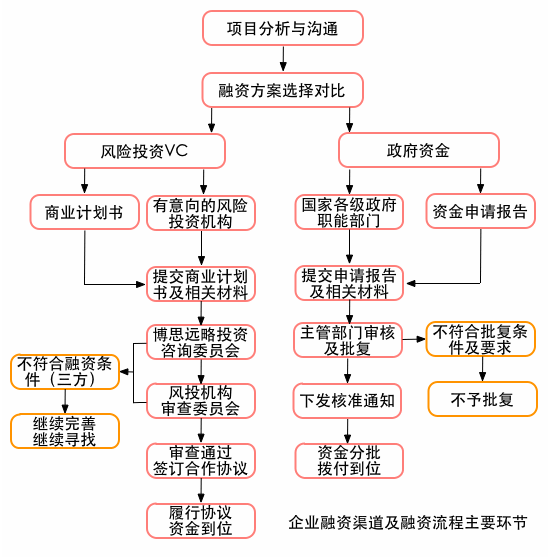 项目分析与沟通
融资方案选择对比
风险投资VC
政府资金
商业计划书
有意向的风险
投资机构
国家各级政府
职能部门
资金申请报告
提交商业计划
书及相关材料
提交申请报告
及相关材料
博思远略投资
咨询委员会
主管部门审核
及批复
不符合批复条
件及要求
不符合融资条
件（三方）
风投机构
审查委员会
下发核准通知
不予批复
继续完善
继续寻找
审查通过
签订合作协议
资金分批
拨付到位
履行协议
资金到位
企业融资渠道及融资流程主要环节